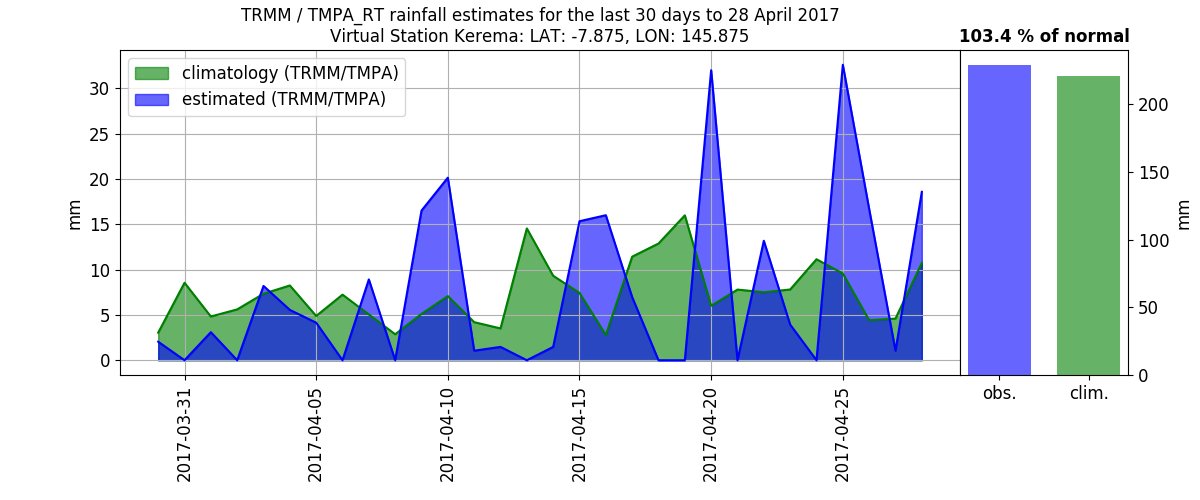 TRMM / TMPA_RT rainfall estimates for the last 30 days to 28 April 2017
Virtual Station Kerema: LAT: -7.875, LON: 145.875
103.4 % of normal
climatology (TRMM/TMPA)
estimated (TRMM/TMPA)
30
25
20
15
10
5
0
mm
2017-03-31
2017-04-05
2017-04-10
2017-04-15
2017-04-20
2017-04-25
200
150
100
50
0
mm
obs.
clim.